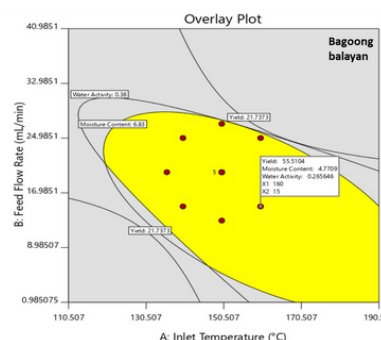 Overlay Plot
40.9851
Bagoong
balayan
32.9851
Water Activity: 0.38
Yield: 21.7373
Moisture Content: 6.83
24.9851
Yield: 55.5104
Moisture Content: 4.7709
Water Activity: 0.265646
X1 160
X2 15
5
16.9851
Yield: 21.7373
8.98507
0.985075
110.507
130.507
150.507
170.507
190.5
B: Feed Flow Rate (mL/min)
A: Inlet Temperature (°C)